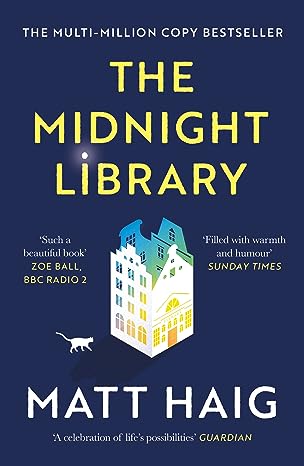 THE MULTI-MILLION COPY BESTSELLER
THE
MIDNIGHT
LiBRARY
‘Such a
beautiful book’
ZOE BALL,
BBC RADIO 2
‘Filled with warmth
and humour’
SUNDAY TIMES
MATT HAIG
‘A celebration of life’s possibilities’ GUARDIAN